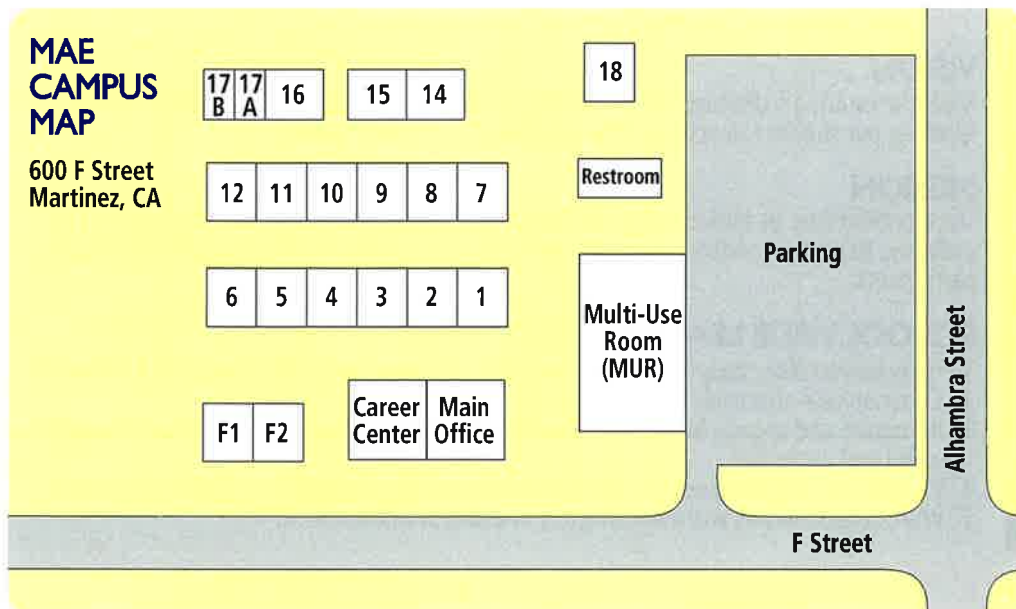 MAE
CAMPUS
MAP
600 F Street
Martinez, CA
17
B
17
A
16
15
14
18
12
11
10
9
8
7
Restroom
6
5
4
3
2
1
Multi-Use
Room
(MUR)
Parking
Alhambra Street
F1
F2
Career
Center
Main
Office
F Street